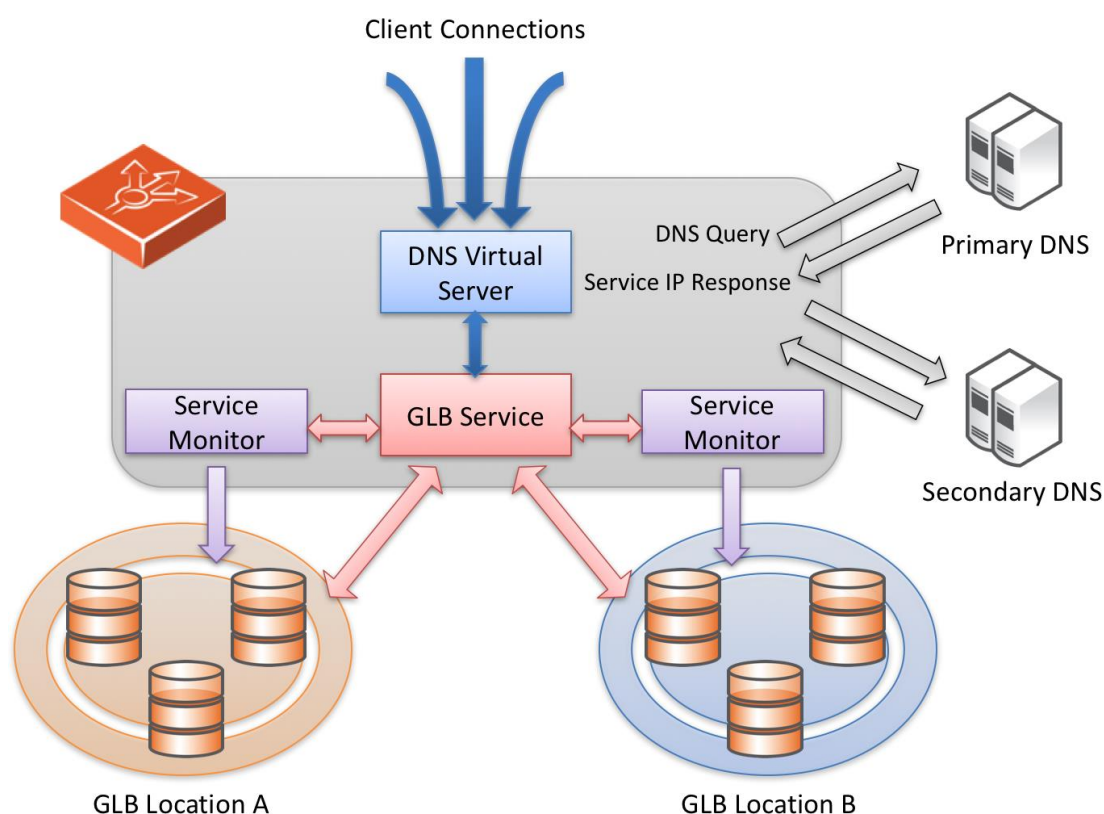 Client Connections
DNS Virtual
Server
DNS Query
Service IP Response
Primary DNS
Service
Monitor
GLB Service
Service
Monitor
Secondary DNS
GLB Location A
GLB Location B